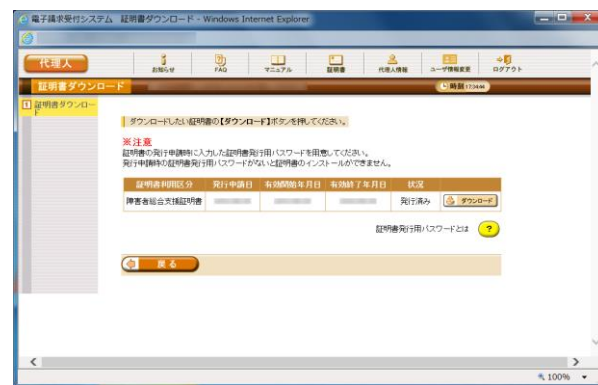 電子請求受付システム 証明書ダウンロード - Windows Internet Explorer
代理人
お知らせ
FAQ
マニュアル
証明書
代理人情報
ユーザ情報変更
ログアウト
証明書ダウンロード
時刻
1 証明書ダウンロード
ダウンロードしたい証明書の【ダウンロード】ボタンを押してください。
※注意
証明書の発行申請時に入力した証明書発行用パスワードを用意してください。
発行申請時の証明書発行用パスワードがないと証明書のインストールができません。
証明書利用区分 発行申請日 有効開始年月日 有効終了年月日 状況
障害者総合支援証明書 発行済み ダウンロード
証明書発行用パスワードとは ?
戻る
100%